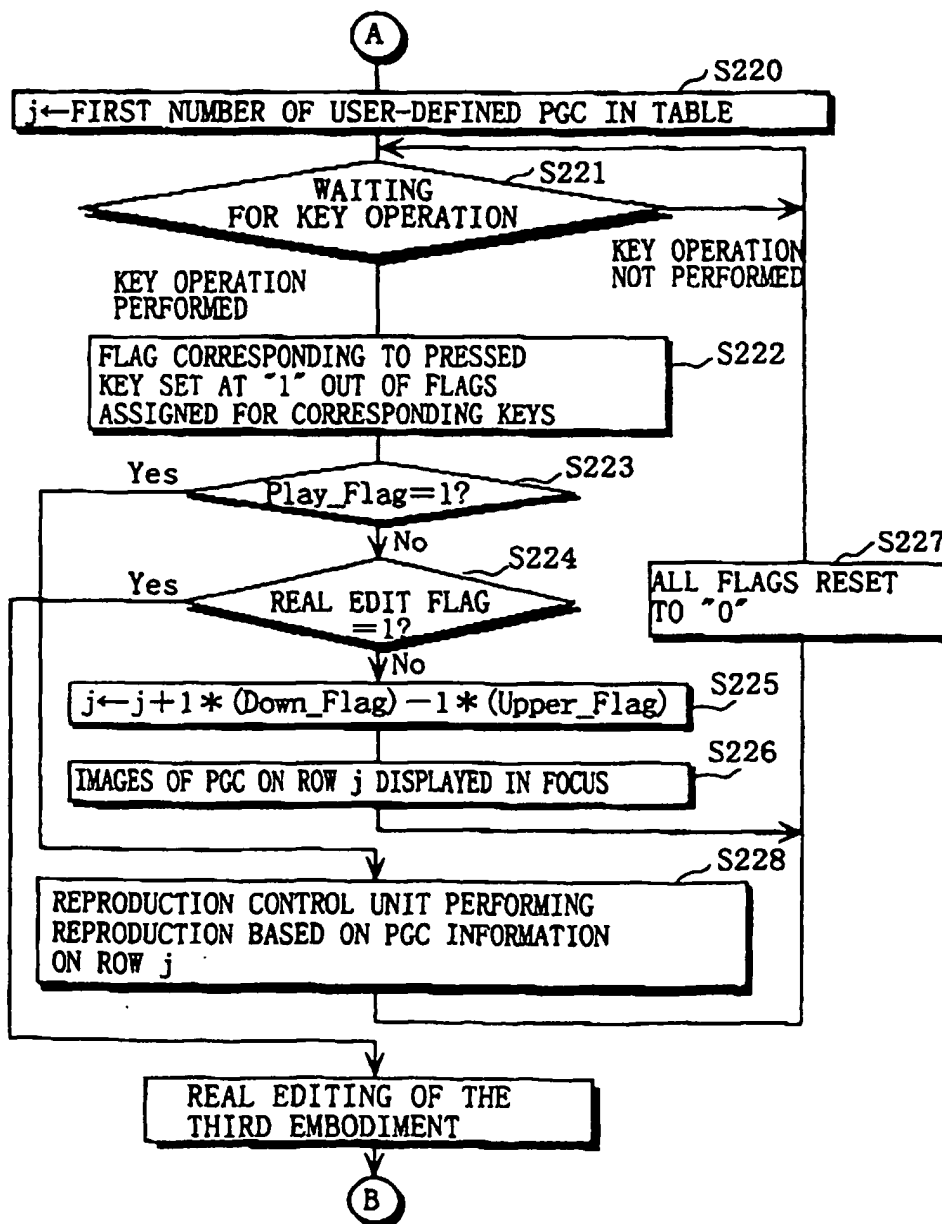 A
S220
j←FIRST NUMBER OF USER-DEFINED PGC IN TABLE
S221
WAITING
FOR KEY OPERATION
KEY OPERATION
NOT PERFORMED
KEY OPERATION
PERFORMED
S222
FLAG CORRESPONDING TO PRESSED
KEY SET AT "1" OUT OF FLAGS
ASSIGNED FOR CORRESPONDING KEYS
Yes
S223
Play_Flag=1?
No
S224
Yes
REAL EDIT FLAG
=1?
No
S227
ALL FLAGS RESET
TO "0"
S225
j←j+1*(Down_Flag)-1*(Upper_Flag)
S226
IMAGES OF PGC ON ROW j DISPLAYED IN FOCUS
S228
REPRODUCTION CONTROL UNIT PERFORMING
REPRODUCTION BASED ON PGC INFORMATION
ON ROW j
REAL EDITING OF THE
THIRD EMBODIMENT
B